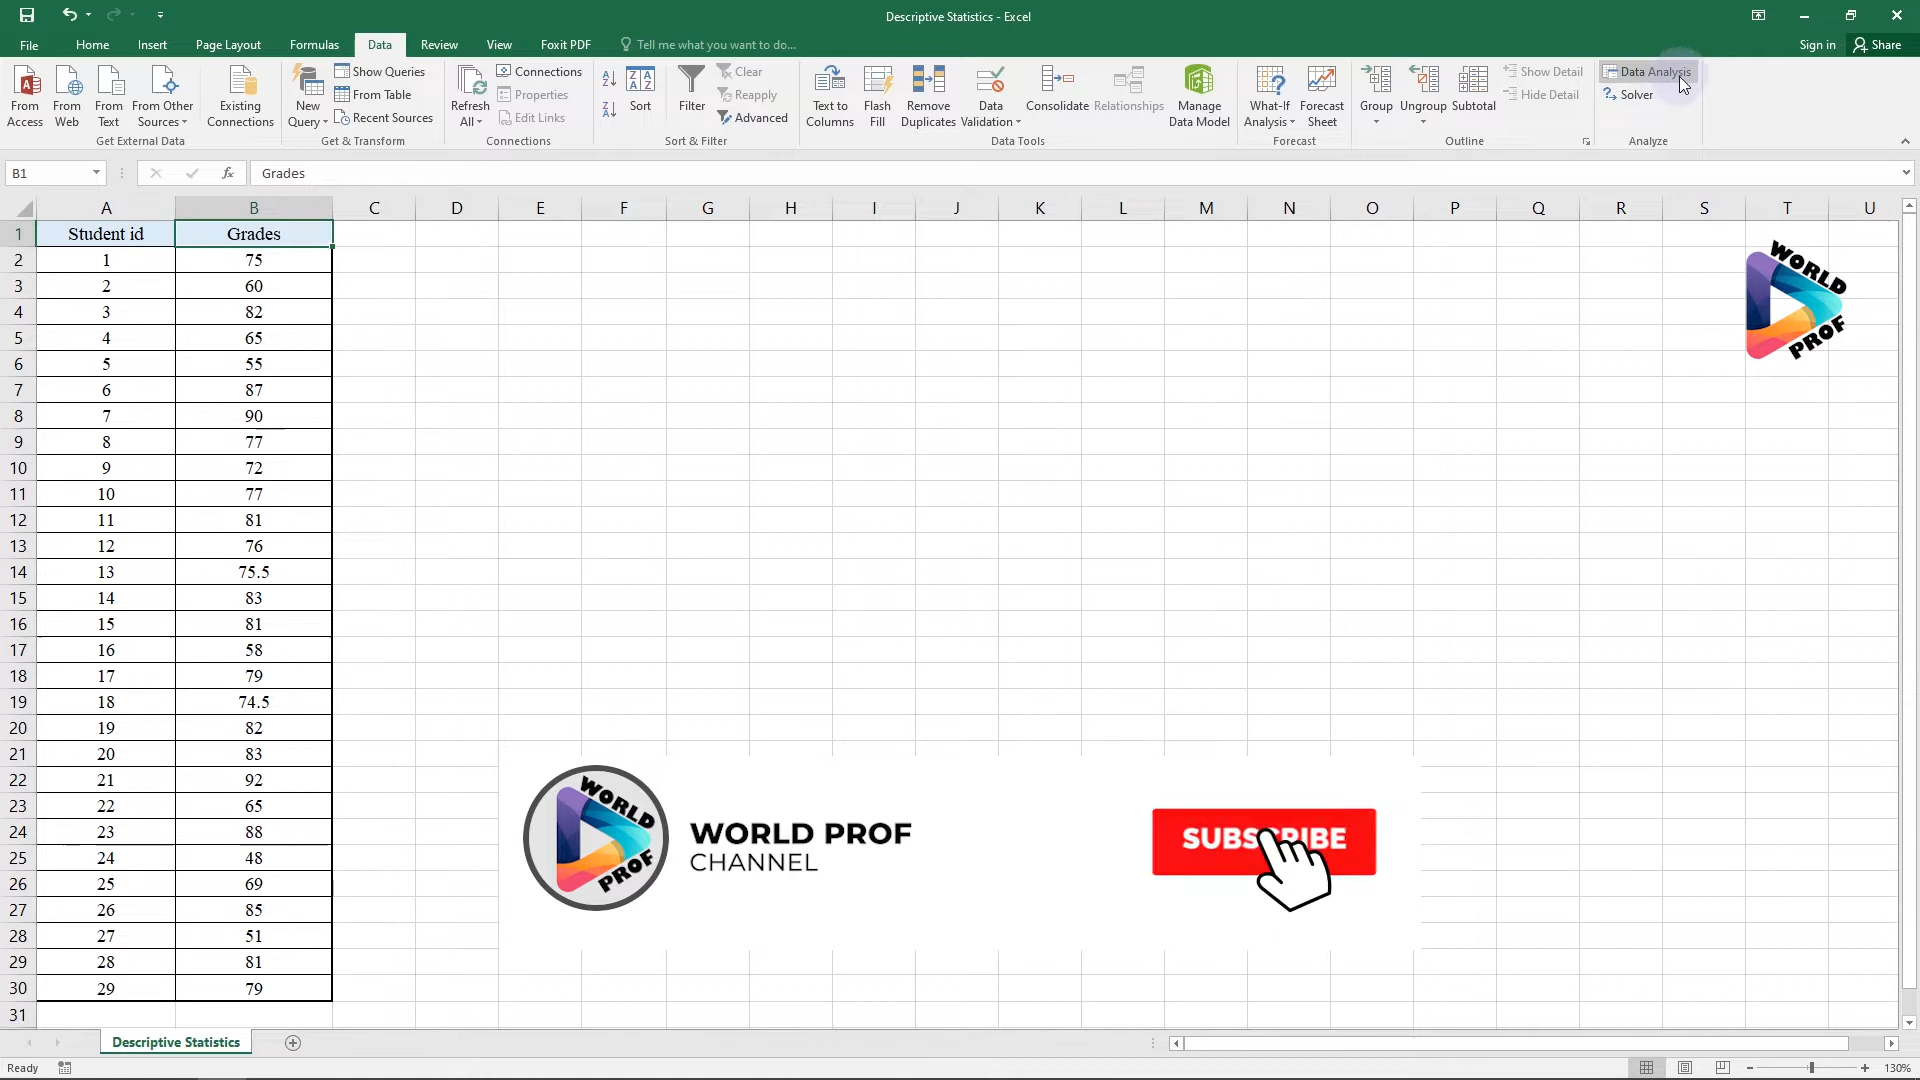 Descriptive Statistics - Excel
File Home Insert Page Layout Formulas Data Review View Foxit PDF Tell me what you want to do... Sign in Share
From Access
From Web
From Text
From Other Sources
Existing Connections
Get External Data
New Query
Show Queries
From Table
Recent Sources
Get & Transform
Refresh All
Connections
Properties
Edit Links
Connections
Sort
Filter
Clear
Reapply
Advanced
Sort & Filter
Text to Columns
Flash Fill
Remove Duplicates
Data Validation
Consolidate
Relationships
Manage Data Model
Data Tools
What-If Analysis
Forecast Sheet
Forecast
Group
Ungroup
Subtotal
Show Detail
Hide Detail
Outline
Data Analysis
Solver
Analyze
B1 fx Grades
A B C D E F G H I J K L M N O P Q R S T U
1 Student id Grades
2 1 75
3 2 60
4 3 82
5 4 65
6 5 55
7 6 87
8 7 90
9 8 77
10 9 72
11 10 77
12 11 81
13 12 76
14 13 75.5
15 14 83
16 15 81
17 16 58
18 17 79
19 18 74.5
20 19 82
21 20 83
22 21 92
23 22 65
24 23 88
25 24 48
26 25 69
27 26 85
28 27 51
29 28 81
30 29 79
31
WORLD
PROF
WORLD
PROF
WORLD PROF
CHANNEL
SUBSCRIBE
Descriptive Statistics
Ready
130%